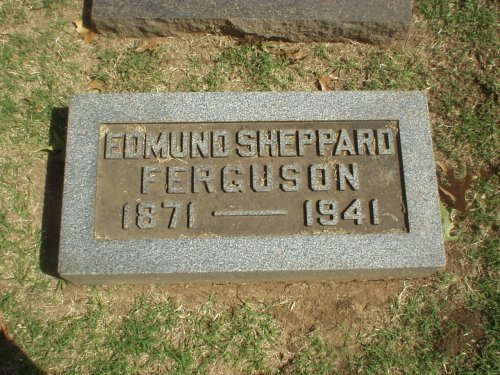 EDMUND SHEPPARD
FERGUSON
1871 — 1941